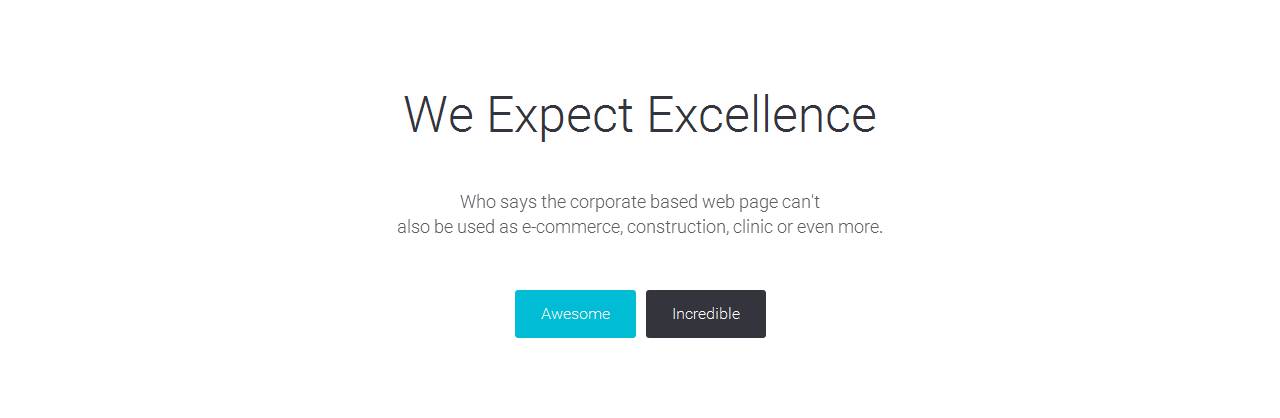 We Expect Excellence
Who says the corporate based web page can't
also be used as e-commerce, construction, clinic or even more.
Awesome
Incredible